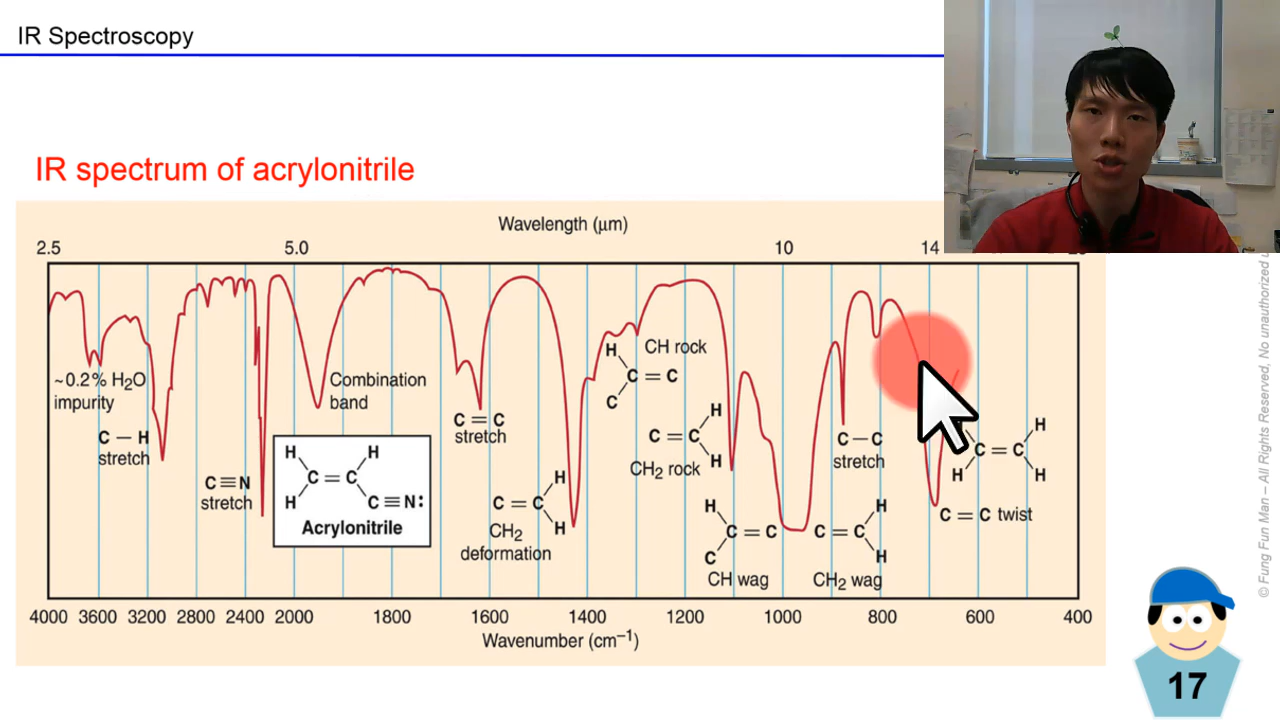 IR Spectroscopy
IR spectrum of acrylonitrile
Wavelength (μm)
2.5 5.0 10 14
~0.2% H₂O
impurity
C — H
stretch
C≡N
stretch
Combination
band
H H
C = C
H C≡N:
Acrylonitrile
C = C
stretch
H
C = C
H
CH₂
deformation
H CH rock
C = C
C
H
C = C
CH₂ rock H
H
C = C
C
CH wag
H
C = C
H
CH₂ wag
C – C
stretch
H
C = C
H H
C = C twist
4000 3600 3200 2800 2400 2000 1800 1600 1400 1200 1000 800 600 400
Wavenumber (cm⁻¹)
© Fung Fun Man – All Rights Reserved, No unauthorized
17